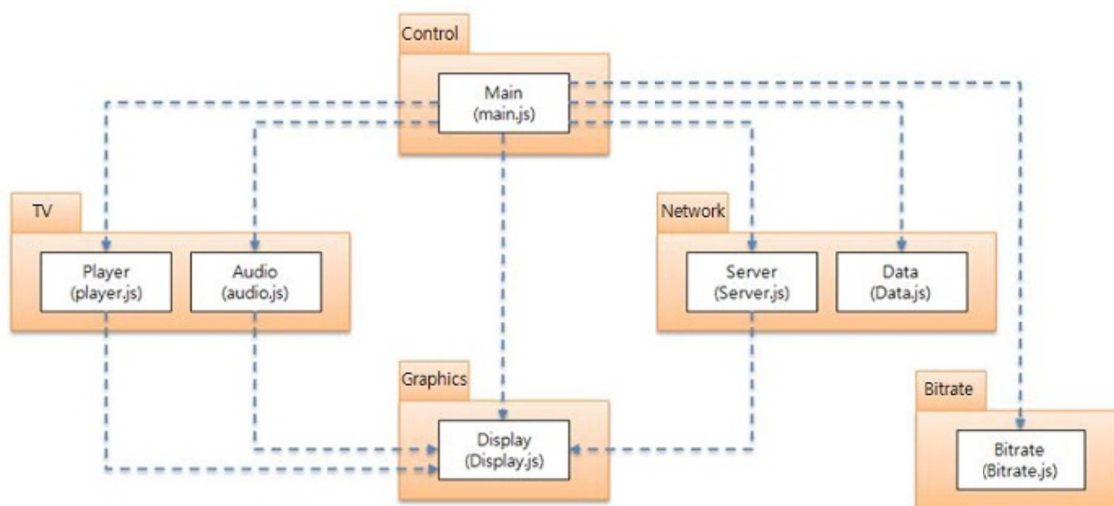 Control
Main
(main.js)
TV
Player
(player.js)
Audio
(audio.js)
Network
Server
(Server.js)
Data
(Data.js)
Graphics
Display
(Display.js)
Bitrate
Bitrate
(Bitrate.js)